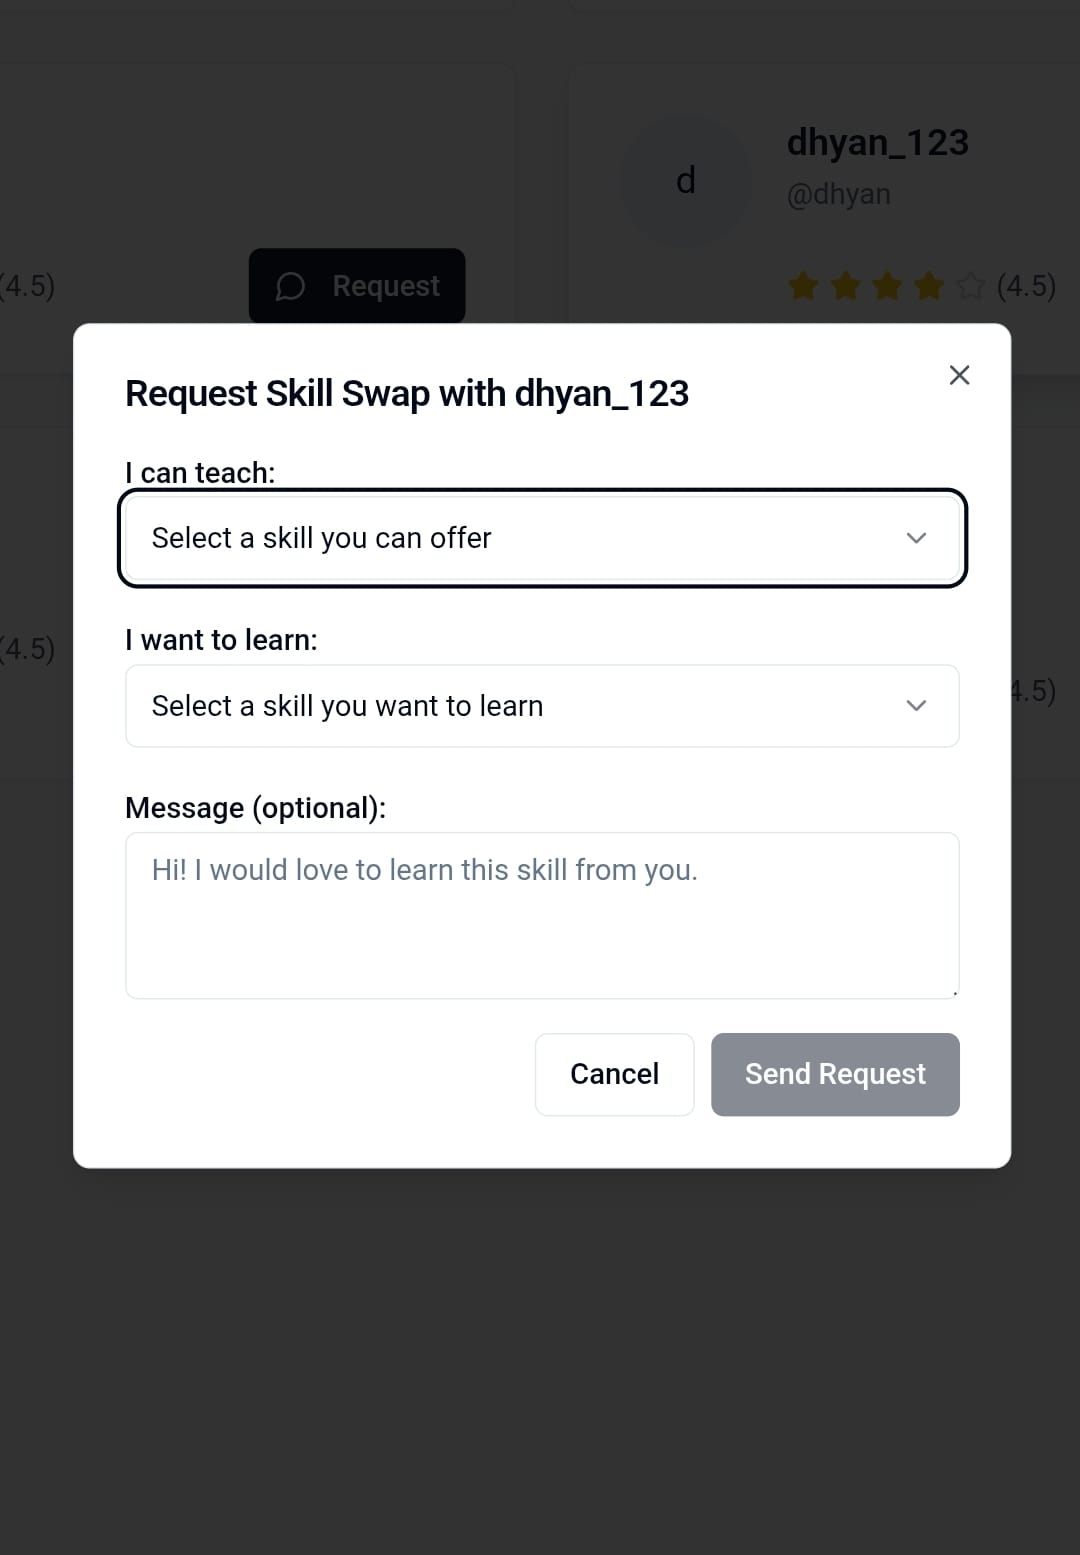 dhyan_123
d
@dhyan
(4.5)
Request
(4.5)
Request Skill Swap with dhyan_123
I can teach:
Select a skill you can offer
I want to learn:
(4.5)
Select a skill you want to learn
4.5)
Message (optional):
Hi! I would love to learn this skill from you.
Cancel
Send Request